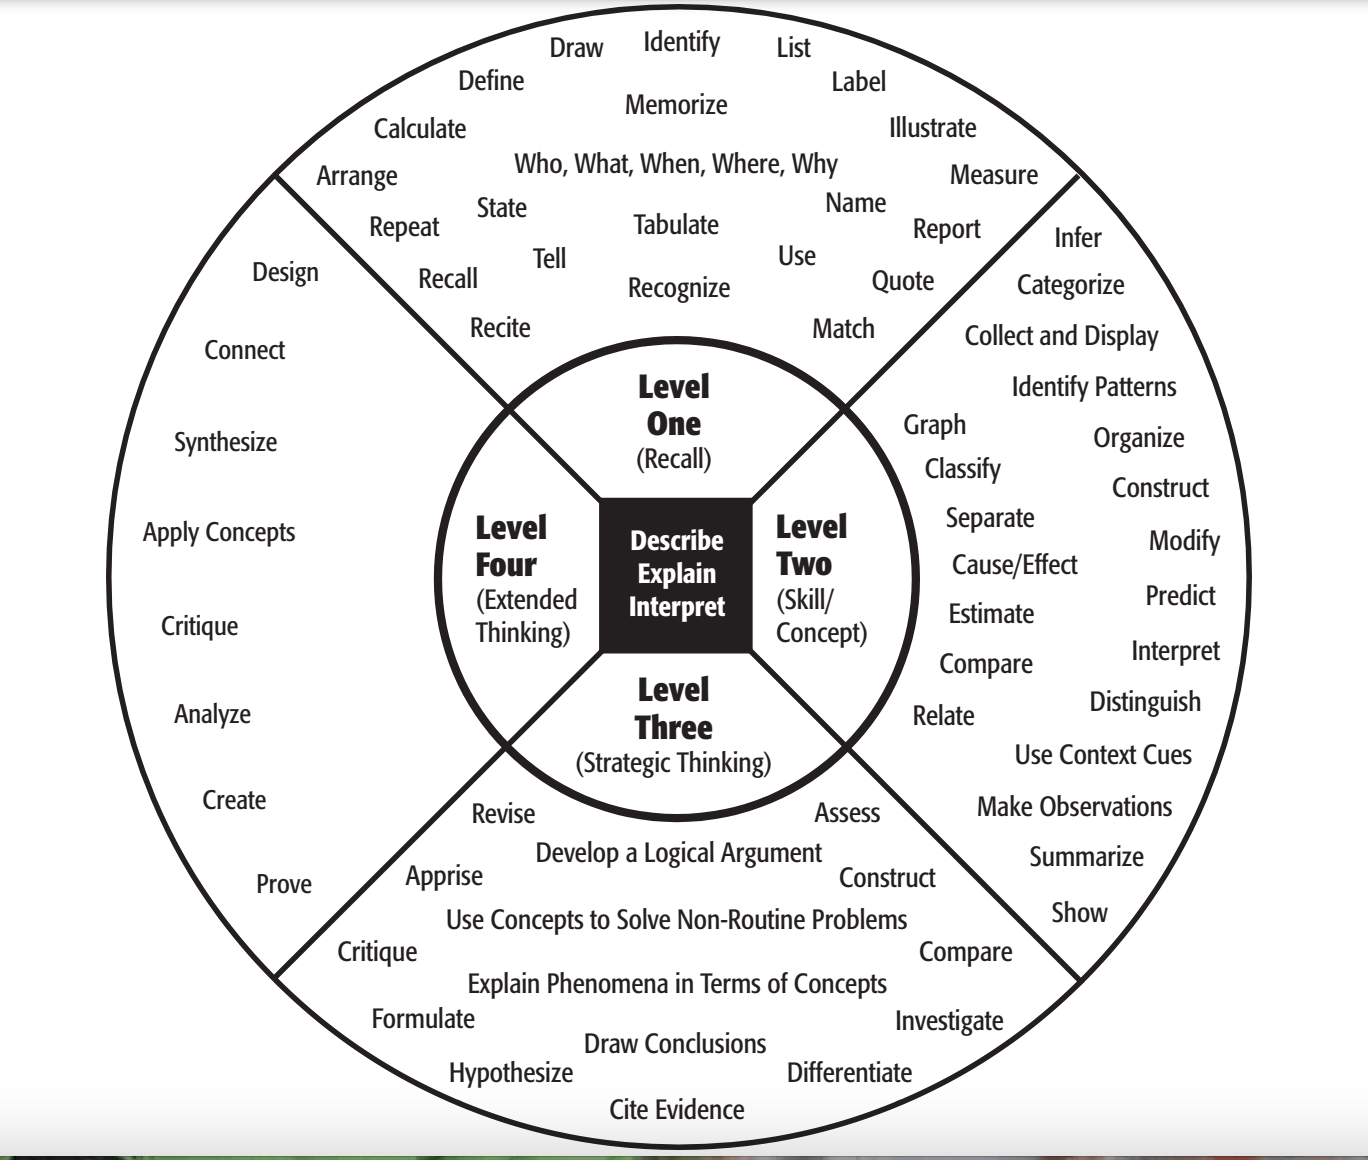 Draw
Identify
List
Define
Label
Memorize
Calculate
Illustrate
Who, What, When, Where, Why
Arrange
Measure
State
Name
Repeat
Tabulate
Report
Tell
Use
Recall
Recognize
Quote
Recite
Match
Level
One
(Recall)
Infer
Categorize
Collect and Display
Identify Patterns
Graph
Organize
Classify
Construct
Separate
Modify
Cause/Effect
Predict
Estimate
Interpret
Compare
Distinguish
Relate
Use Context Cues
Make Observations
Summarize
Show
Level
Two
(Skill/
Concept)
Describe
Explain
Interpret
Level
Four
(Extended
Thinking)
Design
Connect
Synthesize
Apply Concepts
Critique
Analyze
Create
Prove
Level
Three
(Strategic Thinking)
Revise
Assess
Develop a Logical Argument
Apprise
Construct
Use Concepts to Solve Non-Routine Problems
Critique
Compare
Explain Phenomena in Terms of Concepts
Formulate
Investigate
Draw Conclusions
Hypothesize
Differentiate
Cite Evidence